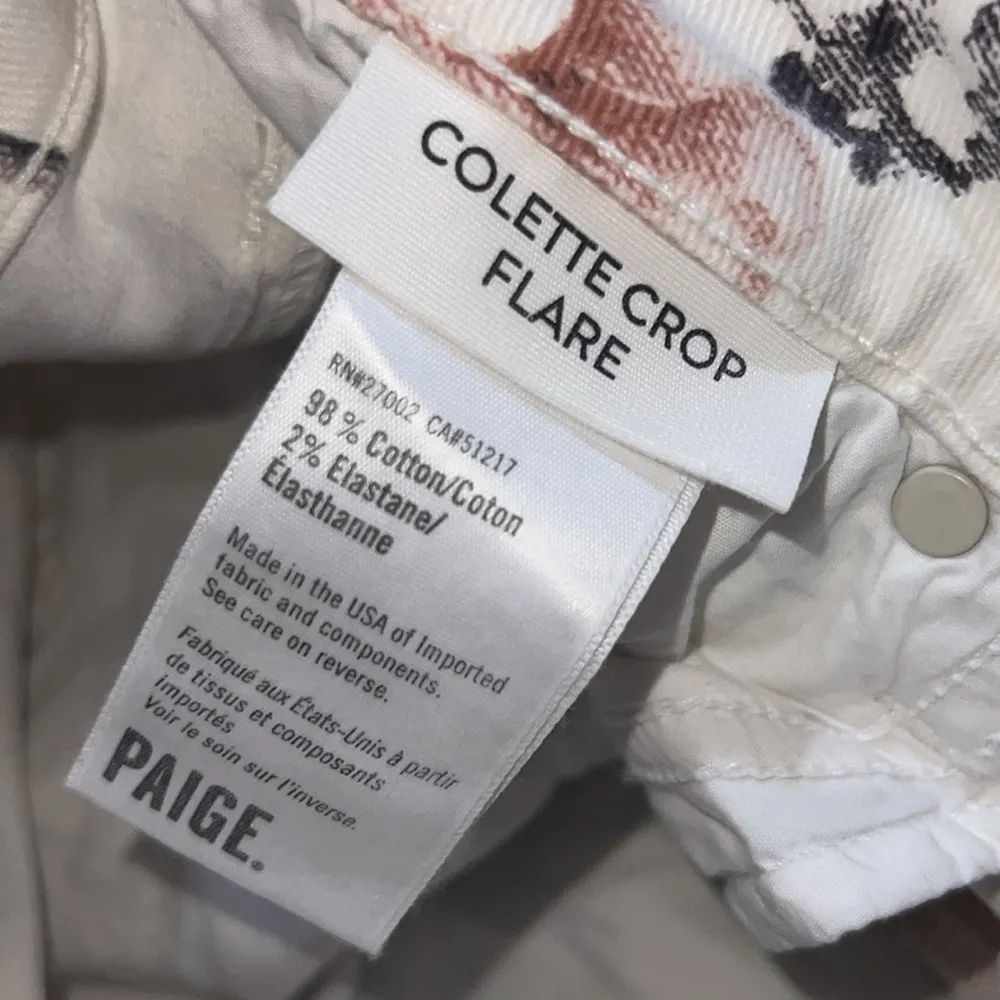 COLETTE CROP
FLARE
RN#27002 CA#51217
98 % Cotton/Coton
2% Elastane/
Élasthanne
Made in the USA of Imported
fabric and components.
See care on reverse.
Fabriqué aux États-Unis à partir
de tissus et composants
importés
Voir le soin sur l'inverse.
PAIGE.